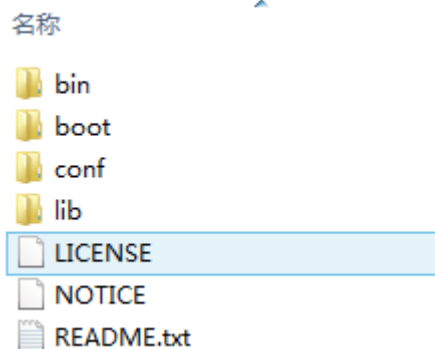 名称
bin
boot
conf
lib
LICENSE
NOTICE
README.txt